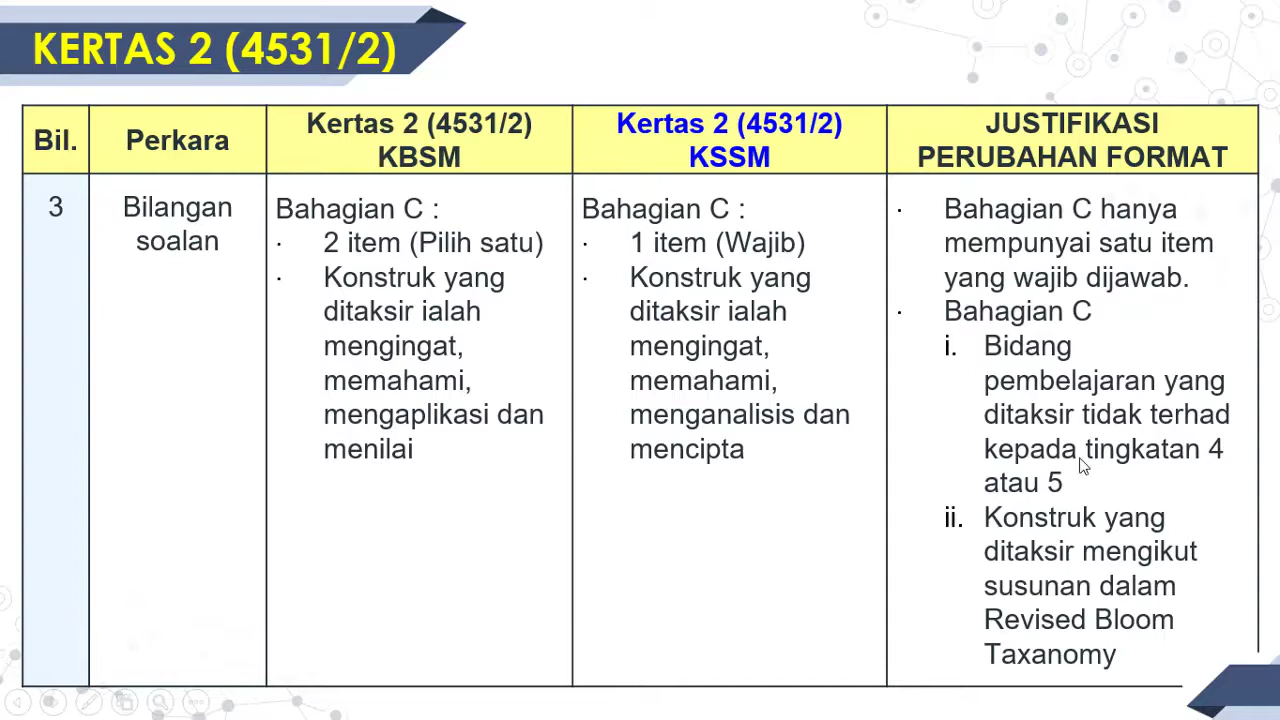 KERTAS 2 (4531/2)
Bil.
Perkara
Kertas 2 (4531/2)
KBSM
Kertas 2 (4531/2)
KSSM
JUSTIFIKASI
PERUBAHAN FORMAT
3
Bilangan
soalan
Bahagian C :
· 2 item (Pilih satu)
· Konstruk yang
ditaksir ialah
mengingat,
memahami,
mengaplikasi dan
menilai
Bahagian C :
· 1 item (Wajib)
· Konstruk yang
ditaksir ialah
mengingat,
memahami,
menganalisis dan
mencipta
· Bahagian C hanya
mempunyai satu item
yang wajib dijawab.
· Bahagian C
i. Bidang
pembelajaran yang
ditaksir tidak terhad
kepada tingkatan 4
atau 5
ii. Konstruk yang
ditaksir mengikut
susunan dalam
Revised Bloom
Taxanomy